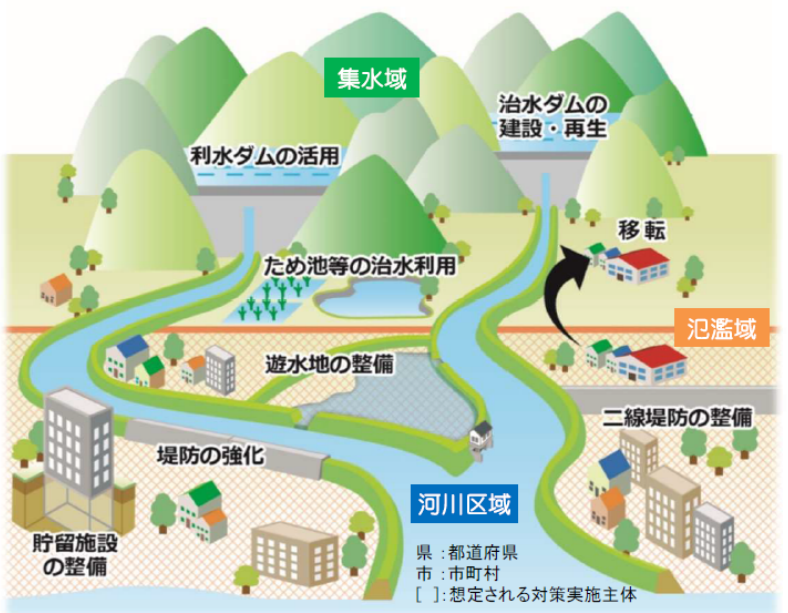 集水域
治水ダムの
建設・再生
利水ダムの活用
移転
ため池等の治水利用
氾濫域
遊水地の整備
二線堤防の整備
堤防の強化
河川区域
貯留施設
の整備
県:都道府県
市:市町村
[ ]:想定される対策実施主体